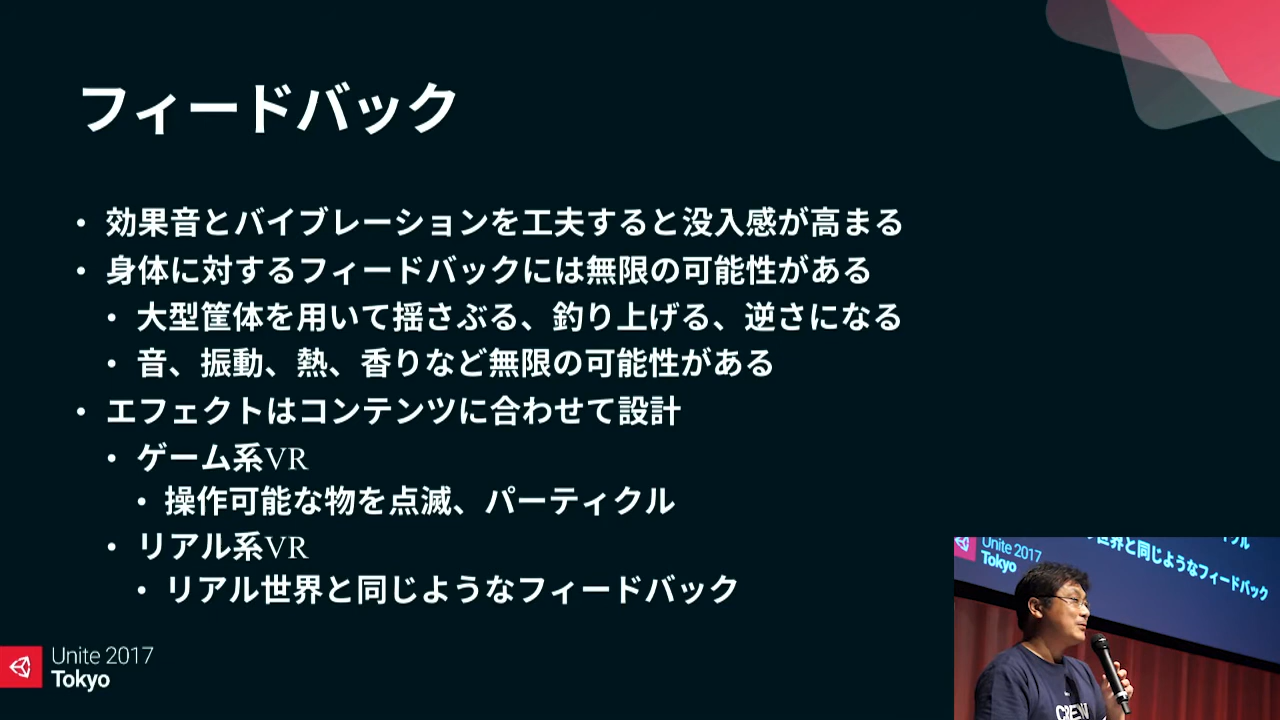 フィードバック
• 効果音とバイブレーションを工夫すると没入感が高まる
• 身体に対するフィードバックには無限の可能性がある
• 大型筐体を用いて揺さぶる、釣り上げる、逆さになる
• 音、振動、熱、香りなど無限の可能性がある
• エフェクトはコンテンツに合わせて設計
• ゲーム系VR
• 操作可能な物を点滅、パーティクル
• リアル系VR
• リアル世界と同じようなフィードバック
Unite 2017
Tokyo
Unite 2017
Tokyo
世界と同じようなフィードバック
CREW